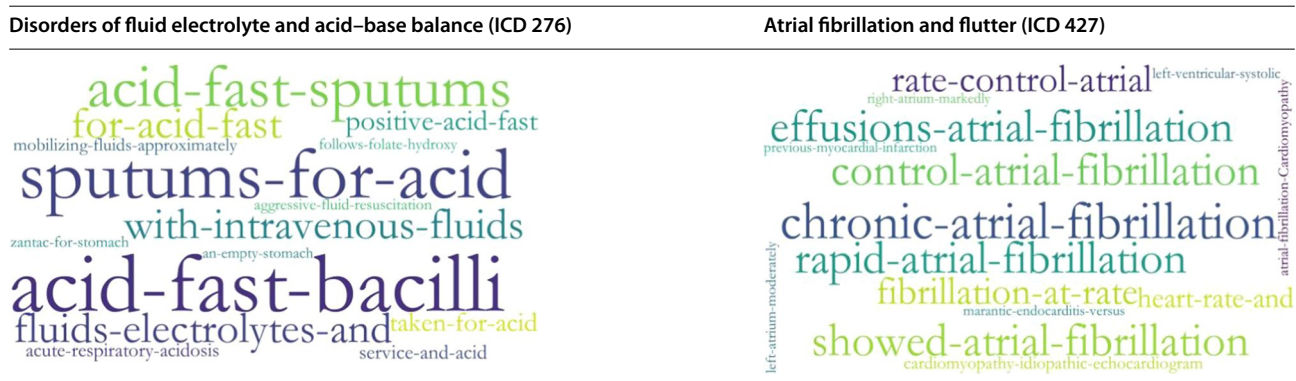 Disorders of fluid electrolyte and acid–base balance (ICD 276)
acid-fast-sputums
for-acid-fast
positive-acid-fast
mobilizing-fluids-approximately
follows-folate-hydroxy
sputums-for-acid
aggressive-fluid-resuscitation
with-intravenous-fluids
zantac-for-stomach
an-empty-stomach
acid-fast-bacilli
fluids-electrolytes-and
taken-for-acid
acute-respiratory-acidosis
service-and-acid
Atrial fibrillation and flutter (ICD 427)
rate-control-atrial
left-ventricular-systolic
right-atrium-markedly
effusions-atrial-fibrillation
previous-myocardial-infarction
control-atrial-fibrillation
atrial-fibrillation-Cardiomyopathy
chronic-atrial-fibrillation
rapid-atrial-fibrillation
left-atrium-moderately
fibrillation-at-rate
heart-rate-and
marantic-endocarditis-versus
showed-atrial-fibrillation
cardiomyopathy-idiopathic-echocardiogram